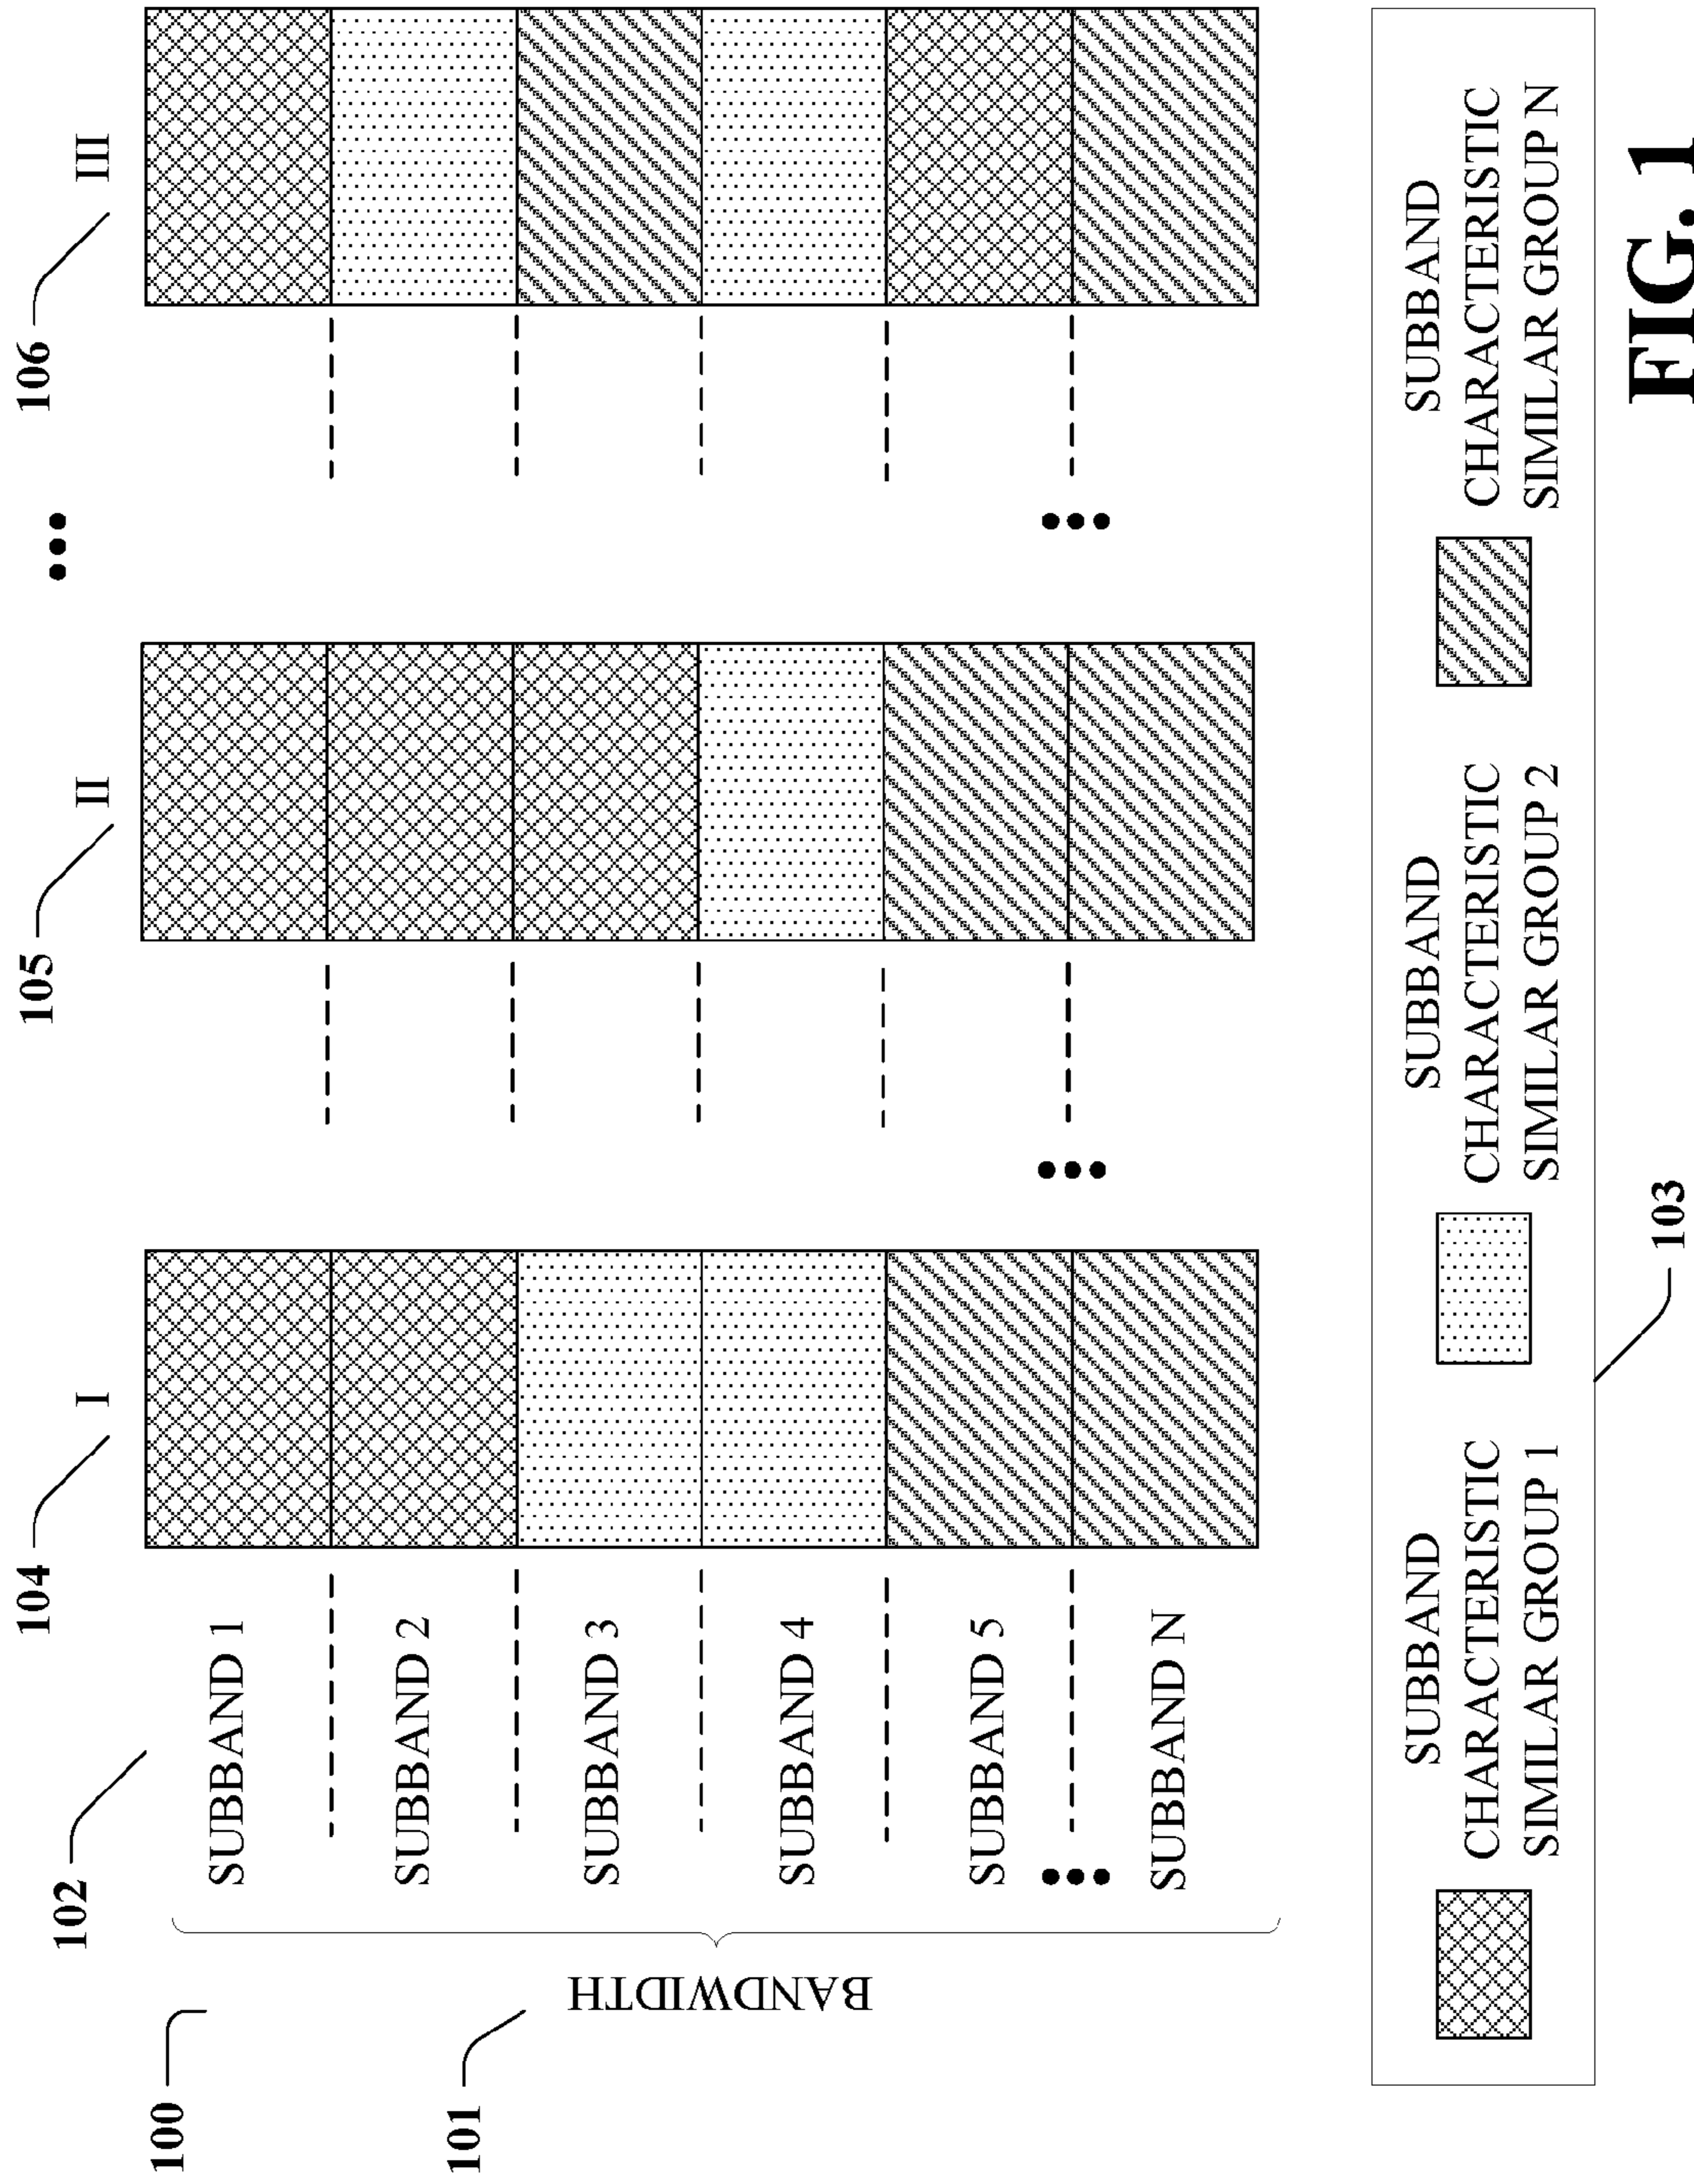 100
102
104
105
106
I
II
III
101
BANDWIDTH
SUBBAND 1
SUBBAND 2
SUBBAND 3
SUBBAND 4
SUBBAND 5
SUBBAND N
SUBBAND
CHARACTERISTIC
SIMILAR GROUP 1
SUBBAND
CHARACTERISTIC
SIMILAR GROUP 2
SUBBAND
CHARACTERISTIC
SIMILAR GROUP N
103
FIG. 1